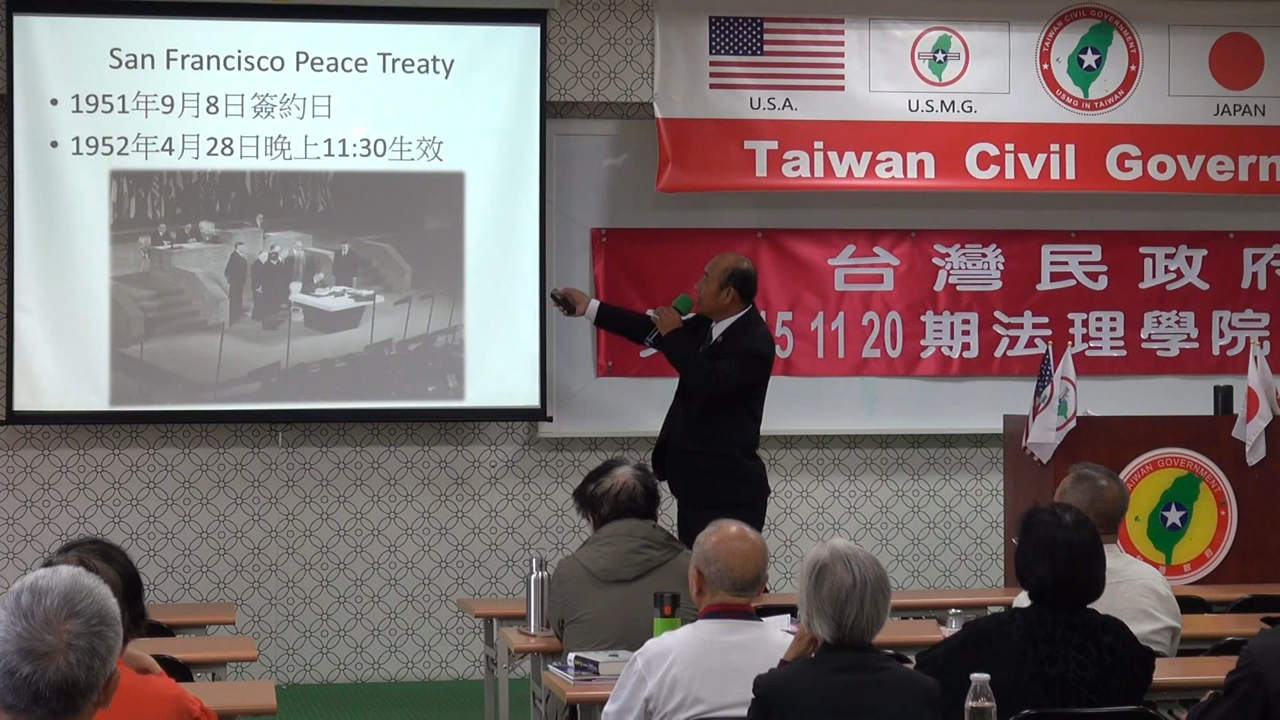 San Francisco Peace Treaty
• 1951年9月8日簽約日
• 1952年4月28日晚上11:30生效
U.S.A.
U.S.M.G.
TAIWAN CIVIL GOVERNMENT
USMG IN TAIWAN
JAPAN
Taiwan Civil Govern
台灣民政府
5 11 20 期法理學院
TAIWAN GOVERNMENT